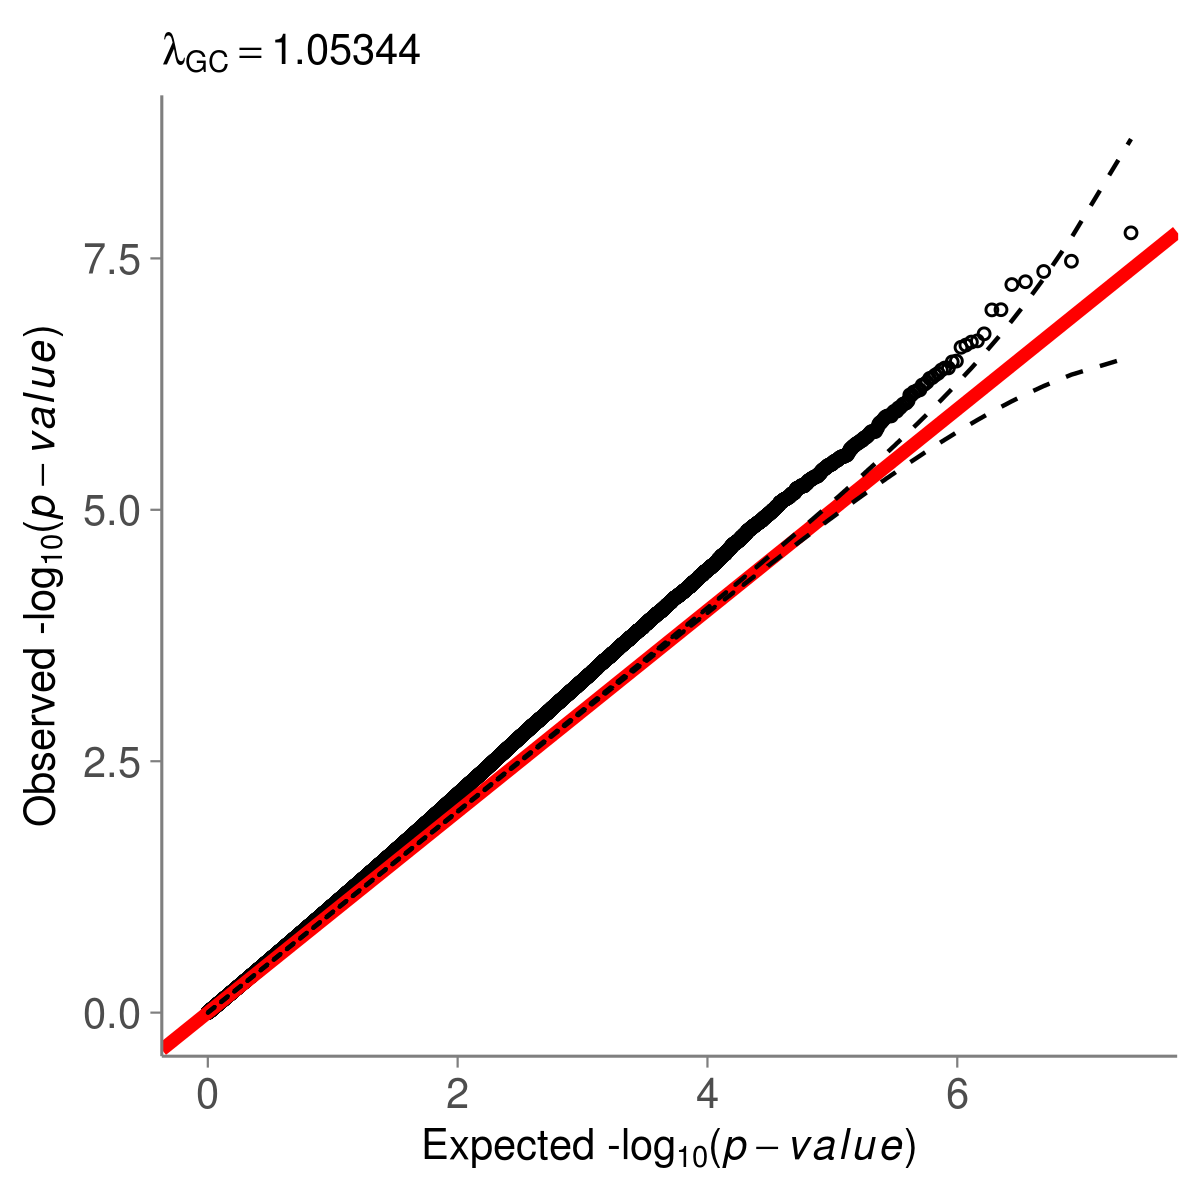 λGC = 1.05344
Observed -log10(p − value)
7.5
5.0
2.5
0.0
0 2 4 6
Expected -log10(p − value)